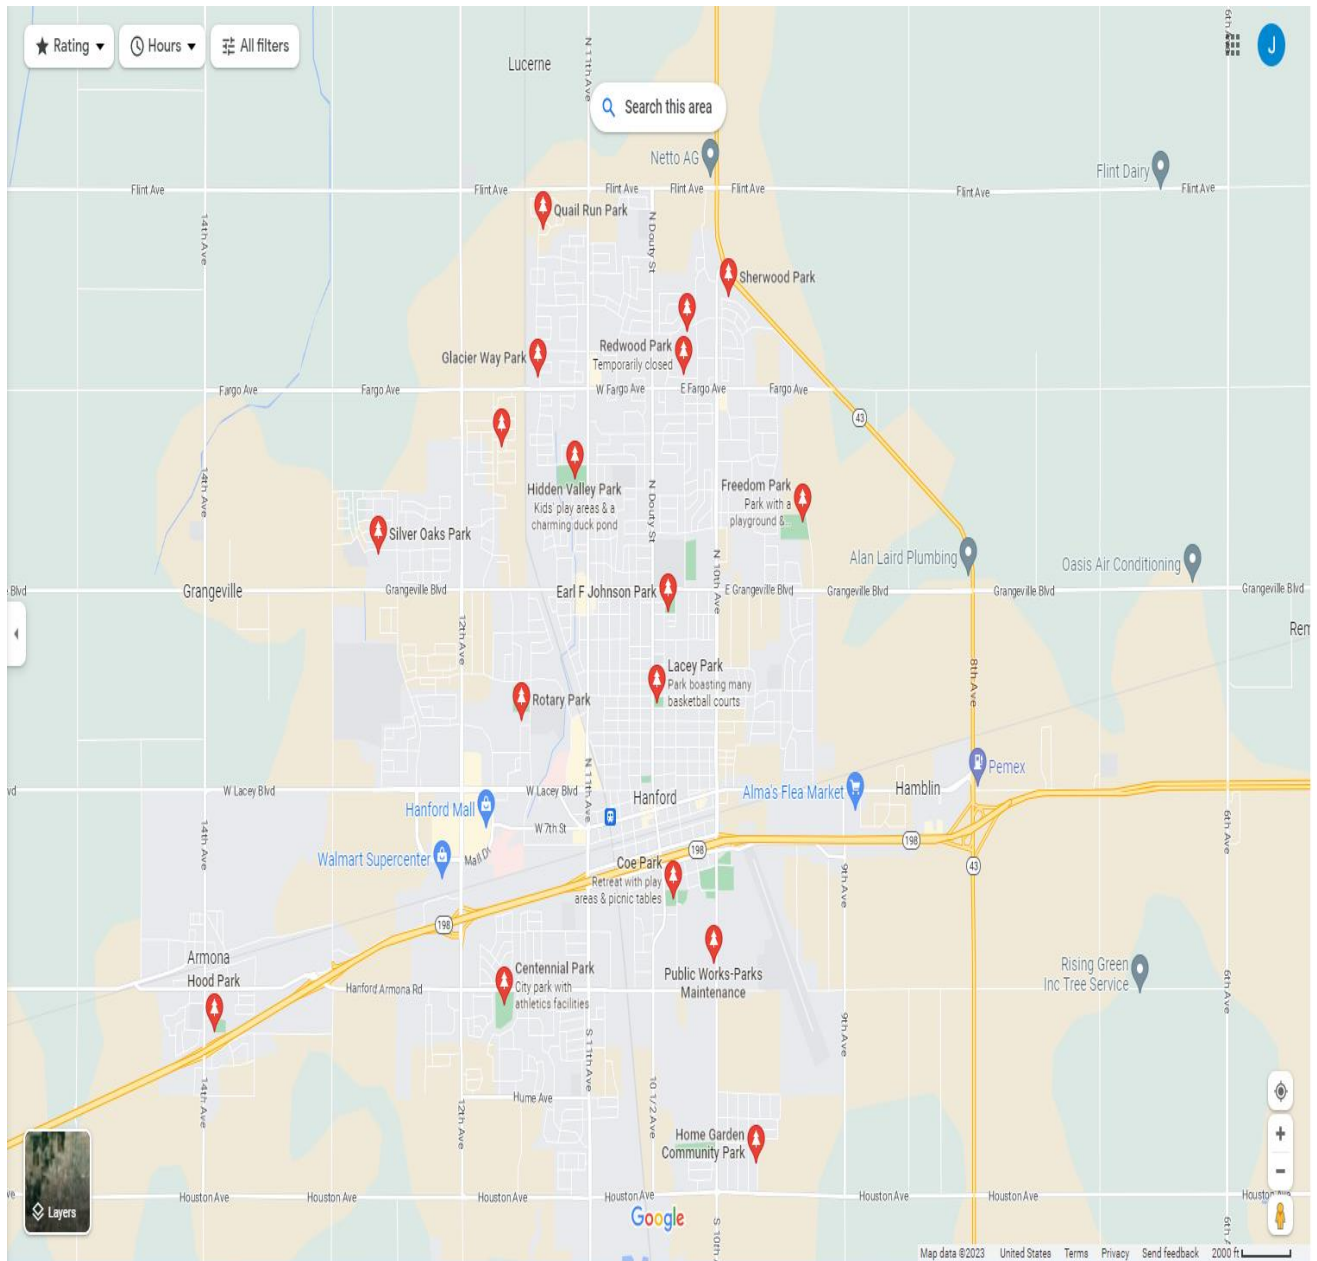 Rating
Hours
All filters
J
6th Ave
Lucerne
N 11th Ave
Search this area
Netto AG
Flint Dairy
Flint Ave
Flint Ave
Flint Ave
Flint Ave
Flint Ave
Flint Ave
Flint Ave
Quail Run Park
14th Ave
N Douty St
Sherwood Park
Redwood Park
Temporarily closed
Glacier Way Park
Fargo Ave
Fargo Ave
W Fargo Ave
E Fargo Ave
Fargo Ave
43
Hidden Valley Park
Kids' play areas & a
charming duck pond
Freedom Park
Park with a
playground &
14th Ave
N Douty St
Silver Oaks Park
Alan Laird Plumbing
Oasis Air Conditioning
N 10th Ave
Blvd
Grangeville
Grangeville Blvd
Earl F Johnson Park
E Grangeville Blvd
Grangeville Blvd
Grangeville Blvd
Grangeville Blvd
Rem
12th Ave
Lacey Park
Park boasting many
basketball courts
8th Ave
Rotary Park
Pemex
vd
W Lacey Blvd
W Lacey Blvd
N 11th Ave
Hanford
Alma's Flea Market
Hamblin
Hanford Mall
W 7th St
14th Ave
6th Ave
198
198
43
Walmart Supercenter
Mall Dr
Coe Park
Retreat with play
areas & picnic tables
9th Ave
198
Armona
Hood Park
Centennial Park
City park with
athletics facilities
Public Works-Parks
Maintenance
Rising Green
Inc Tree Service
6th Ave
Hanford Armona Rd
9th Ave
S 11th Ave
14th Ave
12th Ave
Hume Ave
10 1/2 Ave
Home Garden
Community Park
Layers
ve
Houston Ave
Houston Ave
Houston Ave
Houston Ave
Houston Ave
Houston Ave
Houston Ave
Google
S 10th
6th A
Map data ©2023 United States Terms Privacy Send feedback 2000 ft